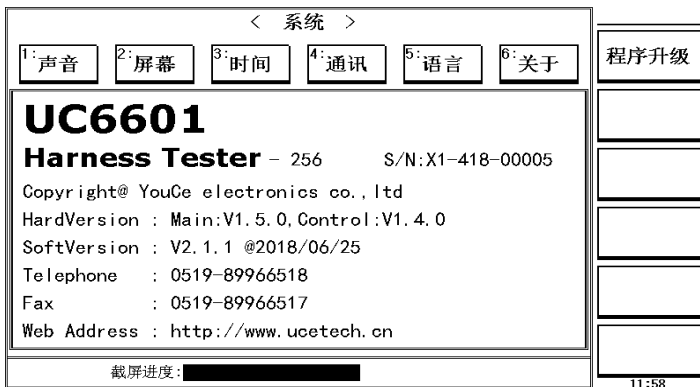 < 系统 >
1:声音 2:屏幕 3:时间 4:通讯 5:语言 6:关于
程序升级
UC6601
Harness Tester - 256 S/N:X1-418-00005
Copyright@ YouCe electronics co.,ltd
HardVersion : Main:V1.5.0,Control:V1.4.0
SoftVersion : V2.1.1 @2018/06/25
Telephone : 0519-89966518
Fax : 0519-89966517
Web Address : http://www.ucetech.cn
截屏进度:
11:58